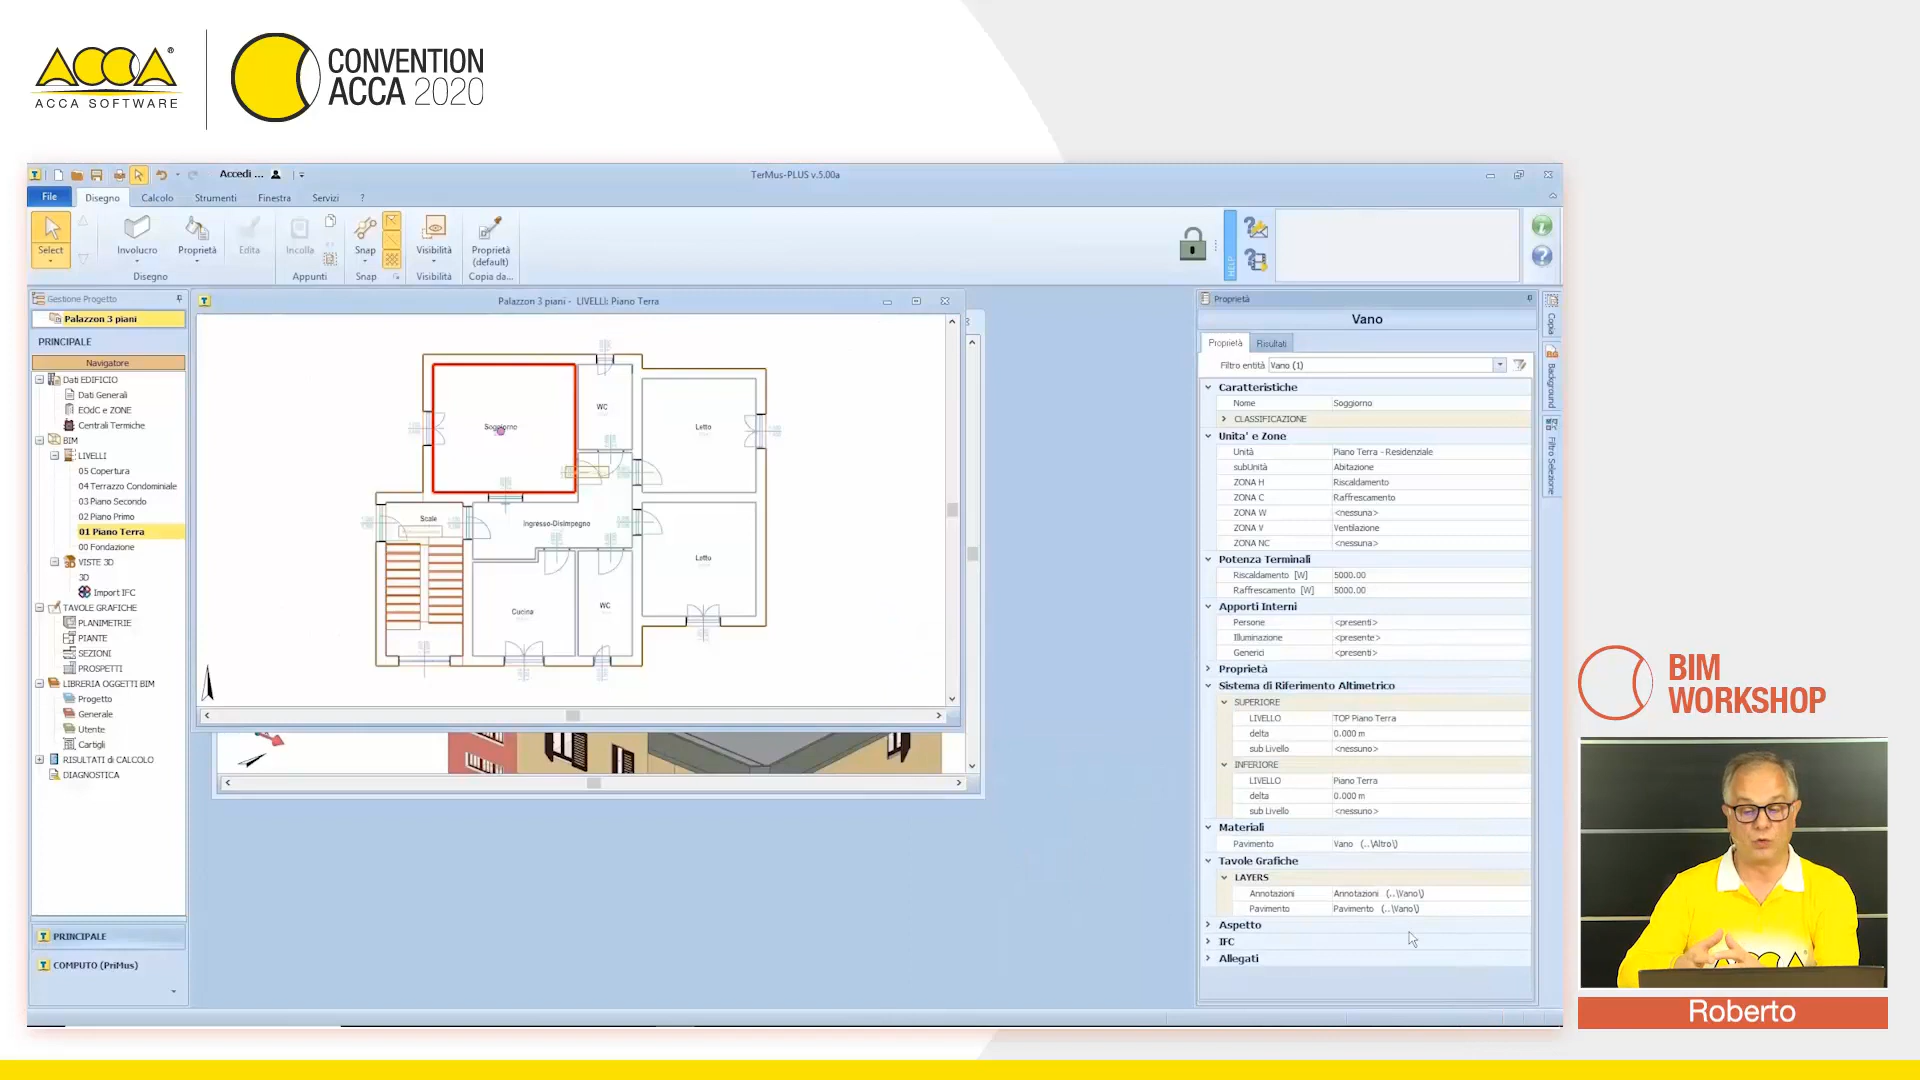 ACCA SOFTWARE
CONVENTION
ACCA 2020
Accedi ...
TerMus-PLUS v.5.00a
File
Disegno
Calcolo
Strumenti
Finestra
Servizi
?
Select
Involucro
Proprietà
Edita
Incolla
Snap
Visibilità
Proprietà
(default)
Disegno
Appunti
Snap
Visibilità
Copia da...
HELP
Gestione Progetto
Palazzon 3 piani
PRINCIPALE
Navigatore
Dati EDIFICIO
Dati Generali
EOdC e ZONE
Centrali Termiche
BIM
LIVELLI
05 Copertura
04 Terrazzo Condominiale
03 Piano Secondo
02 Piano Primo
01 Piano Terra
00 Fondazione
VISTE 3D
3D
Import IFC
TAVOLE GRAFICHE
PLANIMETRIE
PIANTE
SEZIONI
PROSPETTI
LIBRERIA OGGETTI BIM
Progetto
Generale
Utente
Cartigli
RISULTATI di CALCOLO
DIAGNOSTICA
PRINCIPALE
COMPUTO (PriMus)
Palazzon 3 piani - LIVELLI: Piano Terra
Soggiorno
WC
Letto
Scale
Ingresso-Disimpegno
Letto
Cucina
WC
Proprietà
Vano
Proprietà
Risultati
Filtro entità Vano (1)
Caratteristiche
Nome Soggiorno
CLASSIFICAZIONE
Unita' e Zone
Unità Piano Terra - Residenziale
subUnità Abitazione
ZONA H Riscaldamento
ZONA C Raffrescamento
ZONA W <nessuna>
ZONA V Ventilazione
ZONA NC <nessuna>
Potenza Terminali
Riscaldamento [W] 5000.00
Raffrescamento [W] 5000.00
Apporti Interni
Persone <presenti>
Illuminazione <presente>
Generici <presenti>
Proprietà
Sistema di Riferimento Altimetrico
SUPERIORE
LIVELLO TOP Piano Terra
delta 0.000 m
sub Livello <nessuno>
INFERIORE
LIVELLO Piano Terra
delta 0.000 m
sub Livello <nessuno>
Materiali
Pavimento Vano (..\Altro\)
Tavole Grafiche
LAYERS
Annotazioni Annotazioni (..\Vano\)
Pavimento Pavimento (..\Vano\)
Aspetto
IFC
Allegati
Copia
Background
Filtro Selezione
BIM
WORKSHOP
Roberto